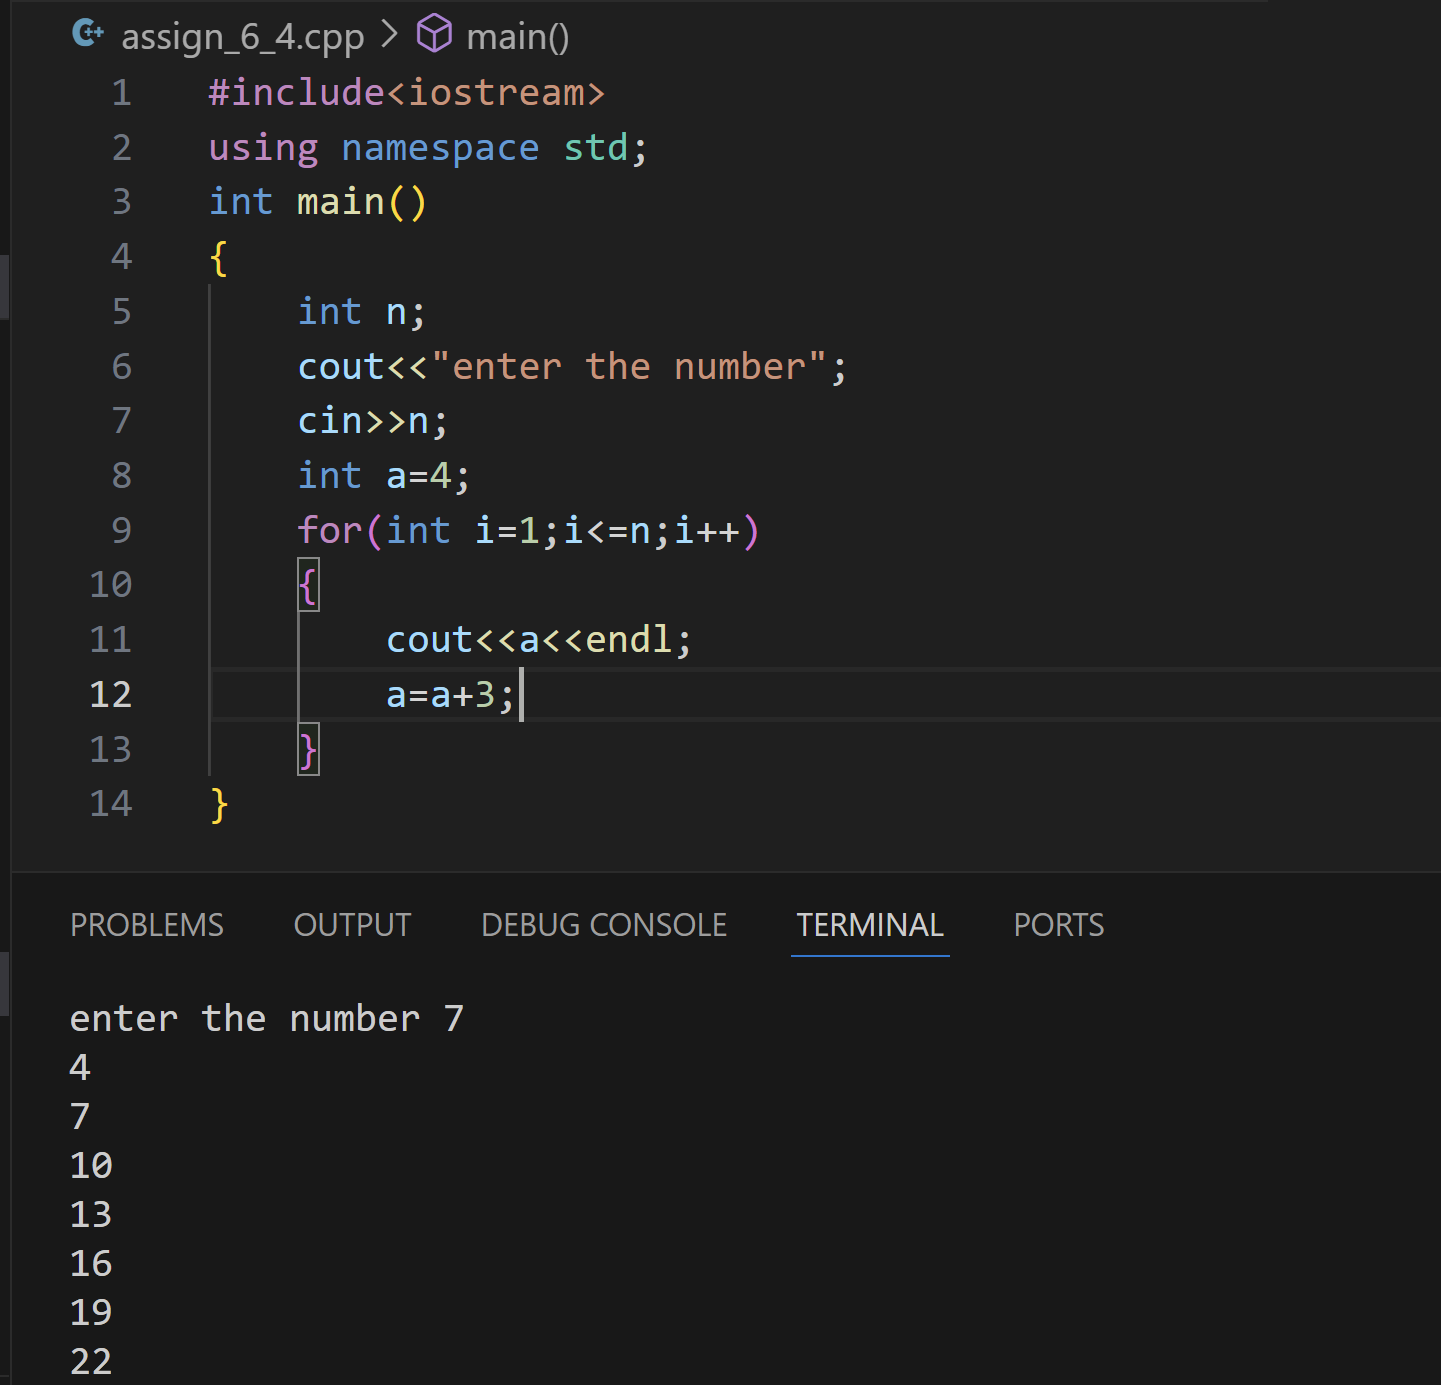 assign_6_4.cpp > main()
1 #include<iostream>
2 using namespace std;
3 int main()
4 {
5     int n;
6     cout<<"enter the number";
7     cin>>n;
8     int a=4;
9     for(int i=1;i<=n;i++)
10     {
11         cout<<a<<endl;
12         a=a+3;
13     }
14 }
PROBLEMS OUTPUT DEBUG CONSOLE TERMINAL PORTS
enter the number 7
4
7
10
13
16
19
22